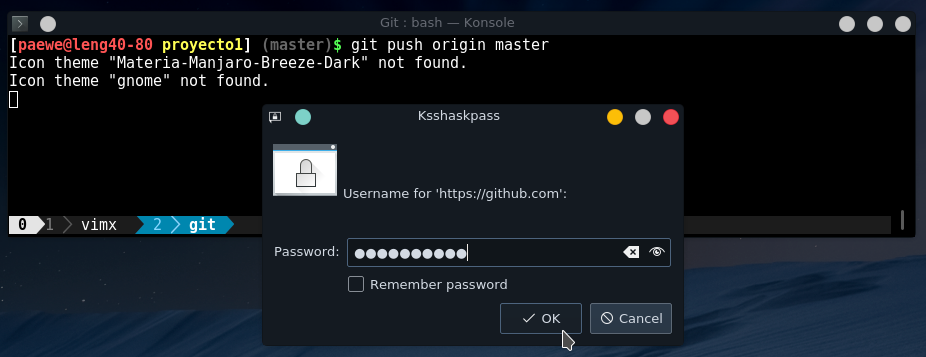 Git : bash — Konsole
[paewe@leng40-80 proyecto1] (master)$ git push origin master
Icon theme "Materia-Manjaro-Breeze-Dark" not found.
Icon theme "gnome" not found.
Ksshaskpass
Username for 'https://github.com':
Password: ●●●●●●●●●●
Remember password
OK Cancel
0 1 vimx 2 git